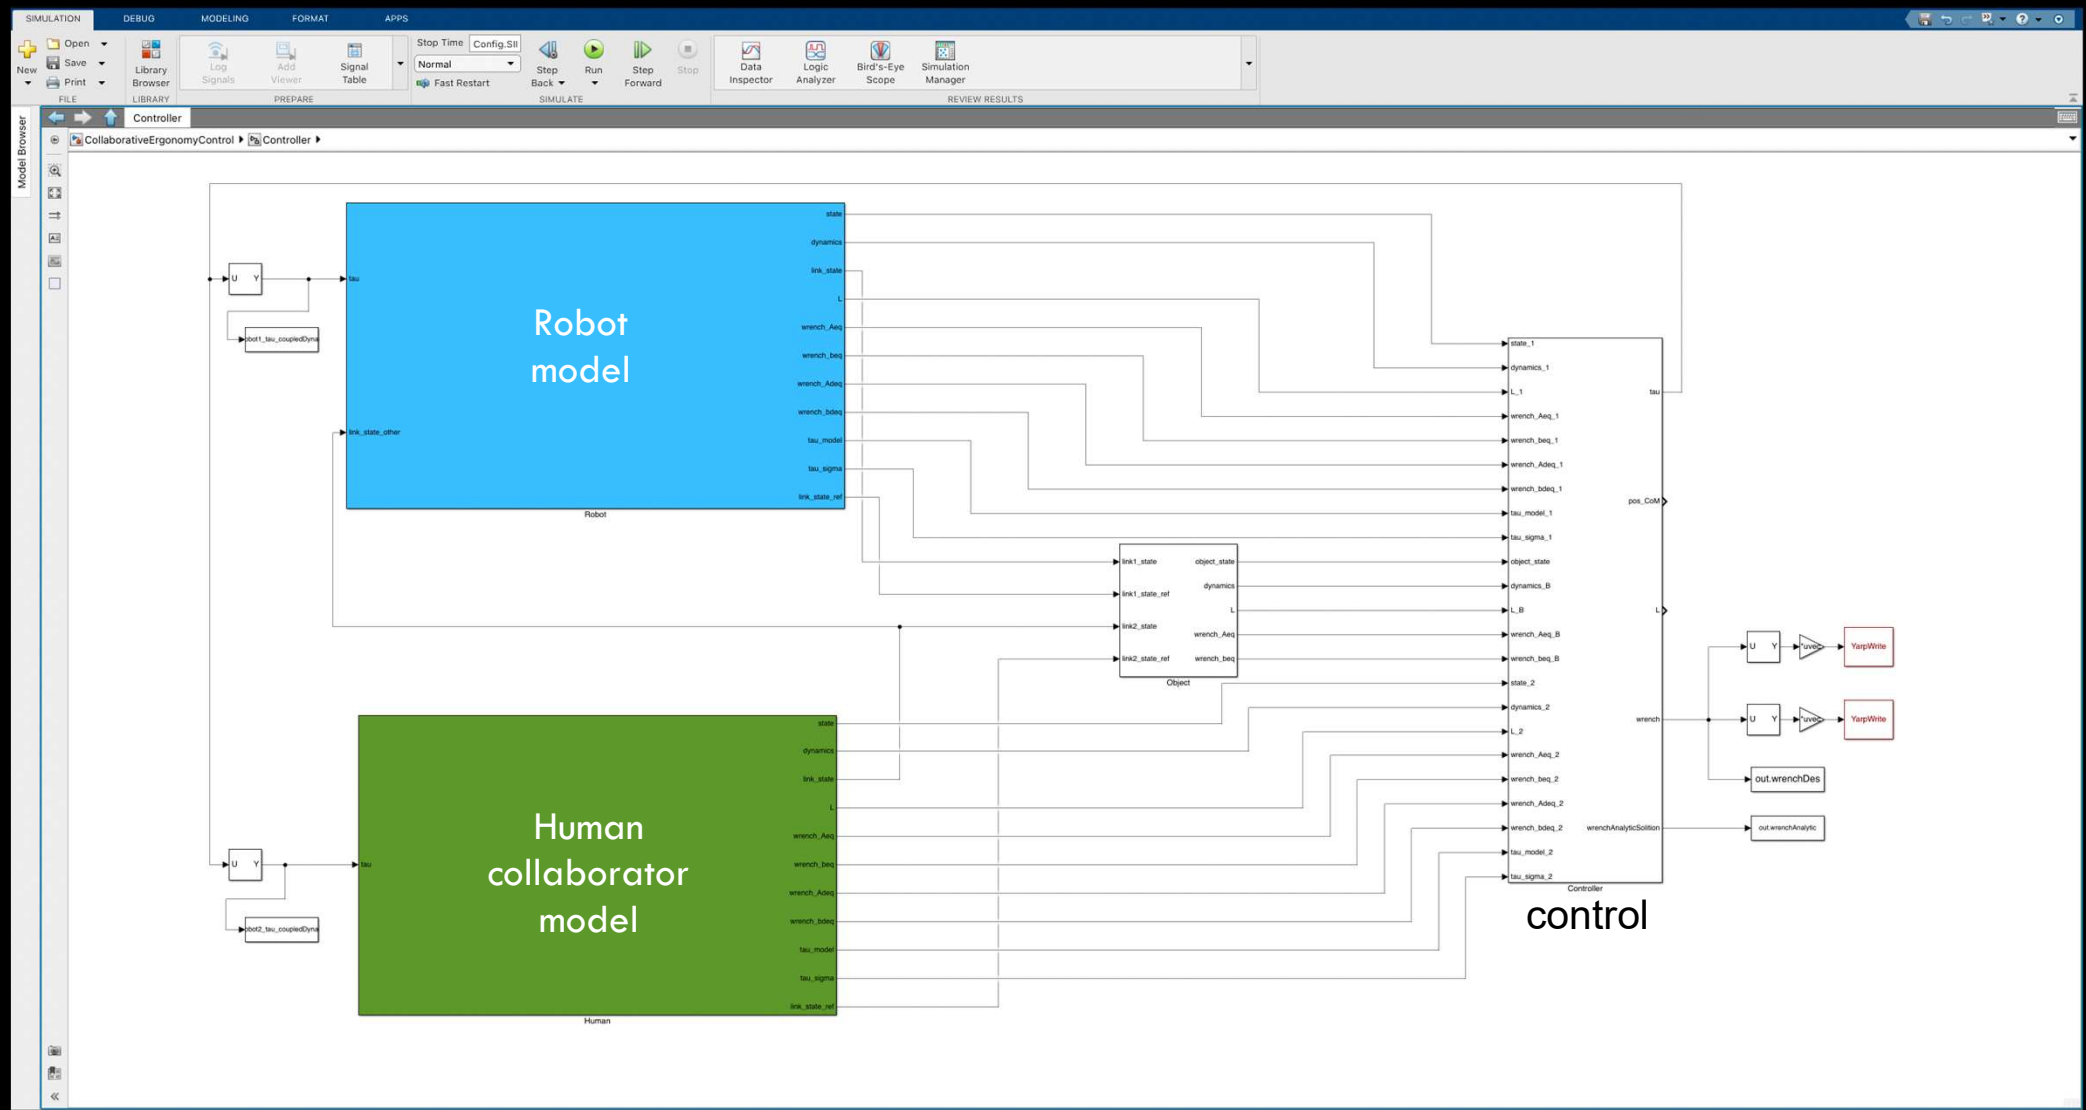 SIMULATION DEBUG MODELING FORMAT APPS
New
Open
Save
Print
FILE
Library Browser
LIBRARY
Log Signals
Add Viewer
Signal Table
PREPARE
Stop Time Config.SII
Normal
Fast Restart
Step Back
Run
Step Forward
Stop
SIMULATE
Data Inspector
Logic Analyzer
Bird's-Eye Scope
Simulation Manager
REVIEW RESULTS
Model Browser
Controller
CollaborativeErgonomyControl Controller
U Y
obot1_tau_coupledDyna
tau
link_state_other
Robot
model
state
dynamics
link_state
L
wrench_Aeq
wrench_beq
wrench_Adeq
wrench_bdeq
tau_model
tau_sigma
link_state_ref
Robot
link1_state
link1_state_ref
link2_state
link2_state_ref
object_state
dynamics
L
wrench_Aeq
wrench_beq
Object
U Y
obot2_tau_coupledDyna
tau
Human
collaborator
model
state
dynamics
link_state
L
wrench_Aeq
wrench_beq
wrench_Adeq
wrench_bdeq
tau_model
tau_sigma
link_state_ref
Human
state_1
dynamics_1
L_1
wrench_Aeq_1
wrench_beq_1
wrench_Adeq_1
wrench_bdeq_1
tau_model_1
tau_sigma_1
object_state
dynamics_B
L_B
wrench_Aeq_B
wrench_beq_B
state_2
dynamics_2
L_2
wrench_Aeq_2
wrench_beq_2
wrench_Adeq_2
wrench_bdeq_2
tau_model_2
tau_sigma_2
tau
pos_CoM
L
wrench
wrenchAnalyticSolition
Controller
control
U Y
*uvec
YarpWrite
U Y
*uvec
YarpWrite
out.wrenchDes
out.wrenchAnalytic